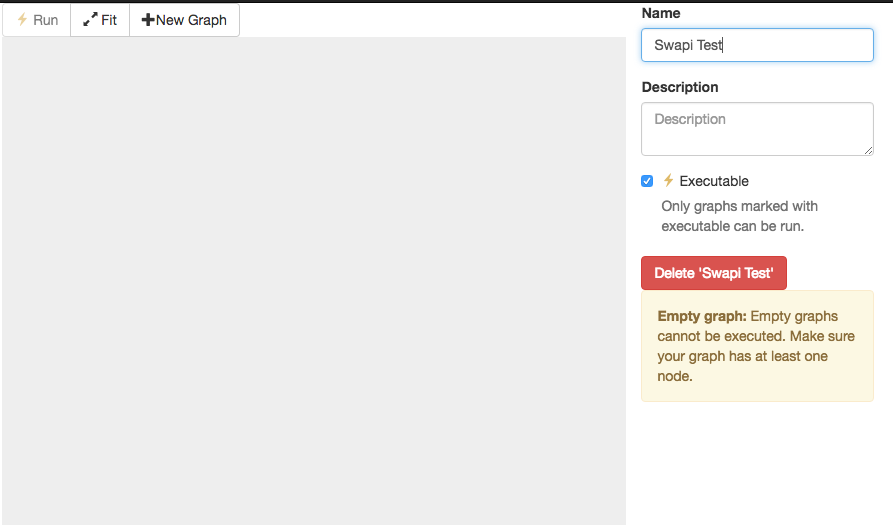 Run
Fit
New Graph
Name
Swapi Test
Description
Description
Executable
Only graphs marked with
executable can be run.
Delete 'Swapi Test'
Empty graph: Empty graphs
cannot be executed. Make sure
your graph has at least one
node.